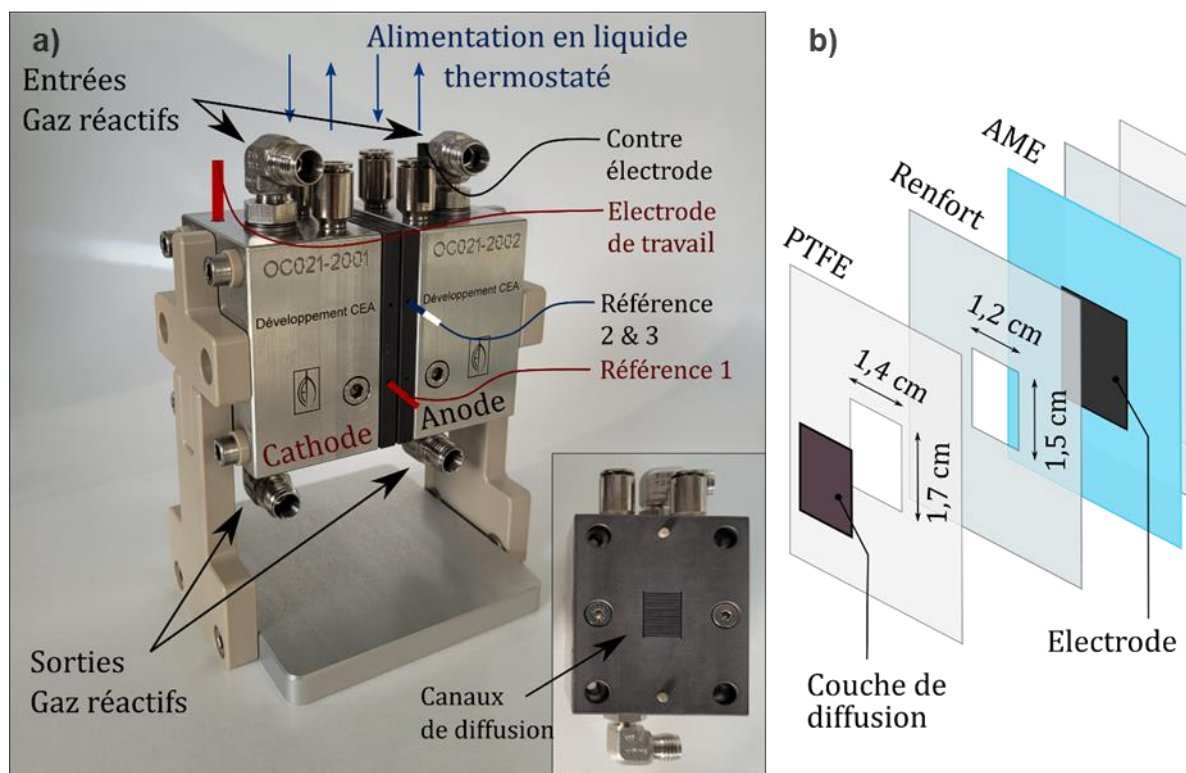 a)
Alimentation en liquide
thermostaté
Entrées
Gaz réactifs
Contre
électrode
Electrode
de travail
OC021-2001
OC021-2002
Développement CEA
Développement CEA
Référence
2 & 3
Référence 1
Cathode
Anode
Sorties
Gaz réactifs
Canaux
de diffusion
b)
AME
Renfort
PTFE
1,2 cm
1,5 cm
1,4 cm
1,7 cm
Electrode
Couche de
diffusion